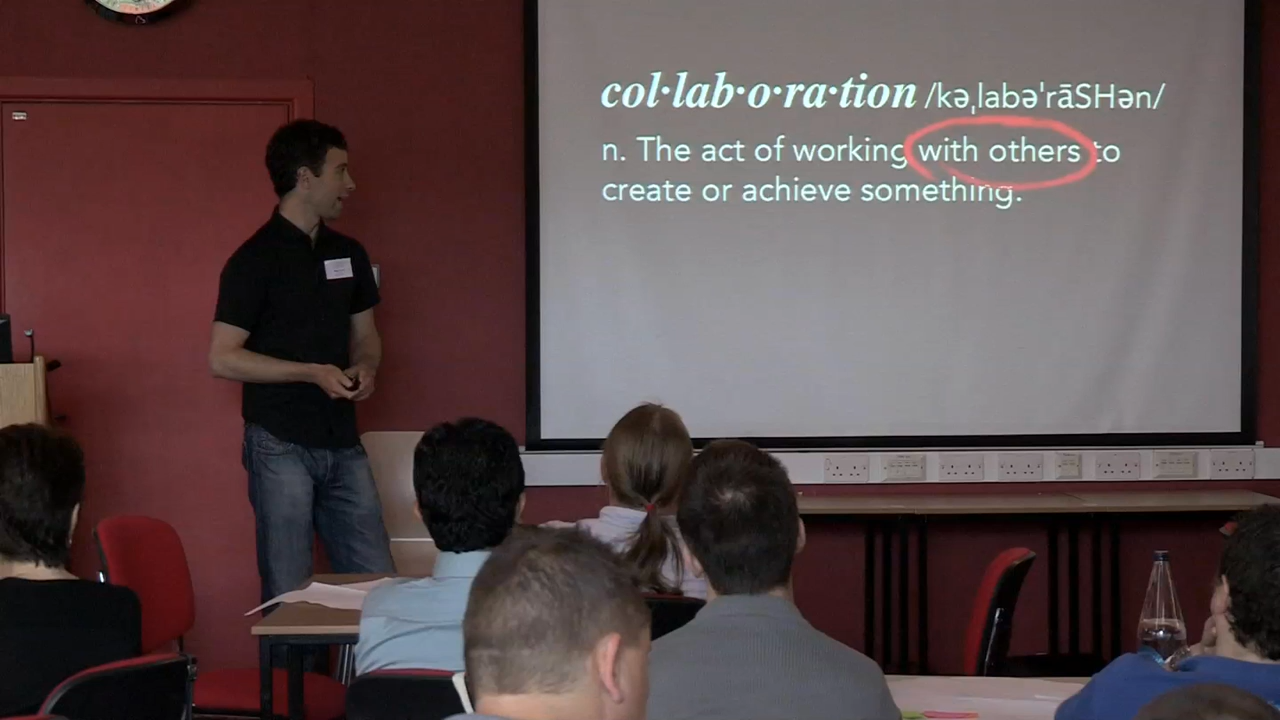 col·lab·o·ra·tion /kəˌlabəˈrāSHən/
n. The act of working with others to
create or achieve something.